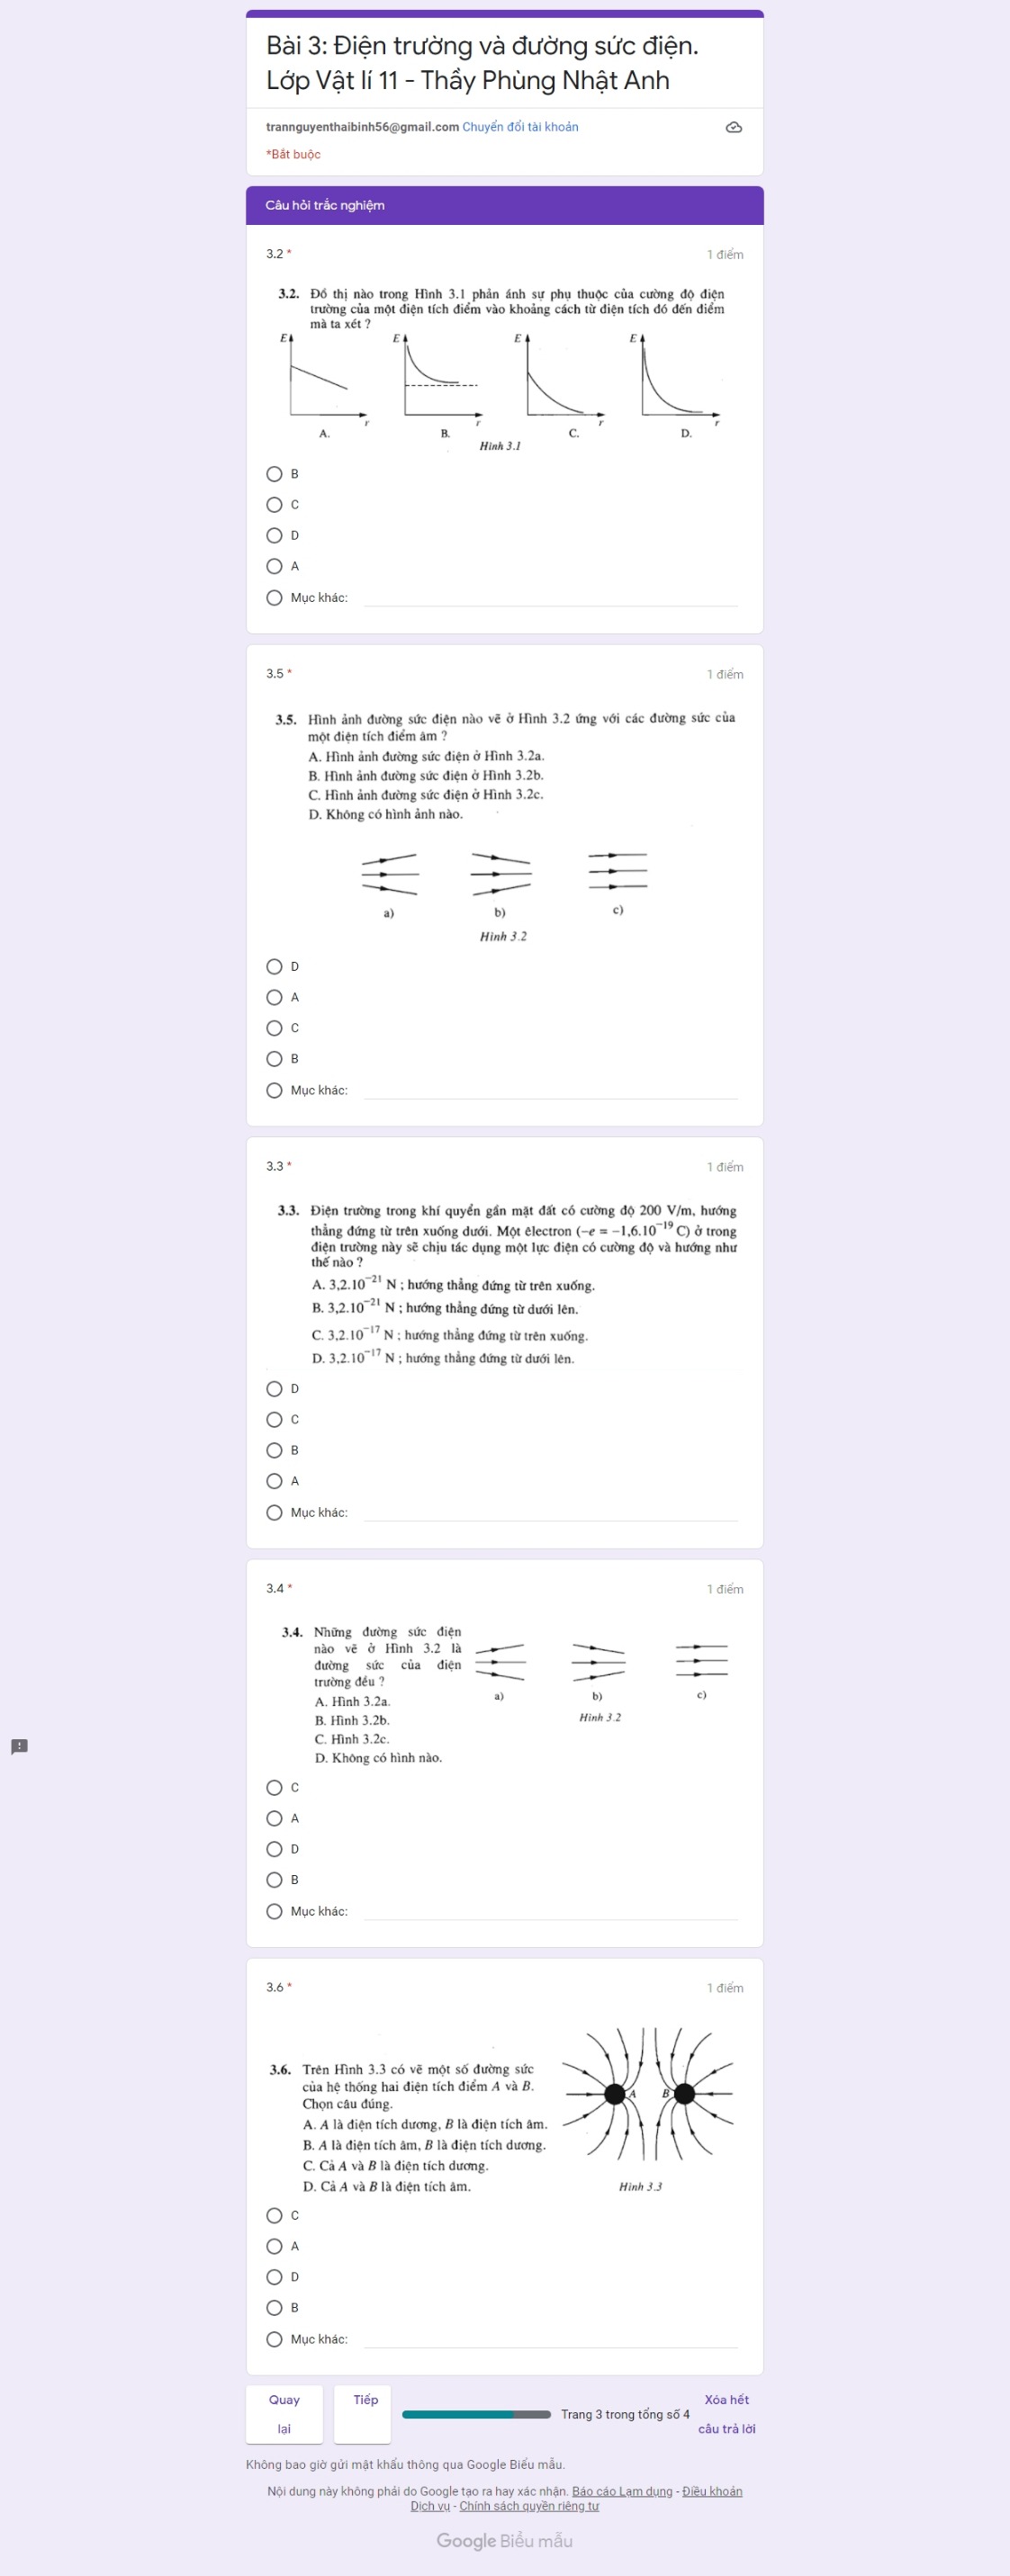 Bài 3: Điện trường và đường sức điện.
Lớp Vật lí 11 - Thầy Phùng Nhật Anh
trannguyenthaibinh56@gmail.com Chuyển đổi tài khoản
*Bắt buộc
Câu hỏi trắc nghiệm
3.2 *
1 điểm
3.2. Đồ thị nào trong Hình 3.1 phản ánh sự phụ thuộc của cường độ điện
trường của một điện tích điểm vào khoảng cách từ điện tích đó đến điểm
mà ta xét ?
E E E E
r r r r
A. B. C. D.
Hình 3.1
B
C
D
A
Mục khác:
3.5 *
1 điểm
3.5. Hình ảnh đường sức điện nào vẽ ở Hình 3.2 ứng với các đường sức của
một điện tích điểm âm ?
A. Hình ảnh đường sức điện ở Hình 3.2a.
B. Hình ảnh đường sức điện ở Hình 3.2b.
C. Hình ảnh đường sức điện ở Hình 3.2c.
D. Không có hình ảnh nào.
a) b) c)
Hình 3.2
D
A
C
B
Mục khác:
3.3 *
1 điểm
3.3. Điện trường trong khí quyển gần mặt đất có cường độ 200 V/m, hướng
thẳng đứng từ trên xuống dưới. Một êlectron (−e = −1,6.10⁻¹⁹ C) ở trong
điện trường này sẽ chịu tác dụng một lực điện có cường độ và hướng như
thế nào ?
A. 3,2.10⁻²¹ N ; hướng thẳng đứng từ trên xuống.
B. 3,2.10⁻²¹ N ; hướng thẳng đứng từ dưới lên.
C. 3,2.10⁻¹⁷ N ; hướng thẳng đứng từ trên xuống.
D. 3,2.10⁻¹⁷ N ; hướng thẳng đứng từ dưới lên.
D
C
B
A
Mục khác:
3.4 *
1 điểm
3.4. Những đường sức điện
nào vẽ ở Hình 3.2 là
đường sức của điện
trường đều ?
A. Hình 3.2a.
B. Hình 3.2b.
C. Hình 3.2c.
D. Không có hình nào.
a) b) c)
Hình 3.2
C
A
D
B
Mục khác:
3.6 *
1 điểm
3.6. Trên Hình 3.3 có vẽ một số đường sức
của hệ thống hai điện tích điểm A và B.
Chọn câu đúng.
A. A là điện tích dương, B là điện tích âm.
B. A là điện tích âm, B là điện tích dương.
C. Cả A và B là điện tích dương.
D. Cả A và B là điện tích âm.
A B
Hình 3.3
C
A
D
B
Mục khác:
Quay
lại
Tiếp
Trang 3 trong tổng số 4
Xóa hết
câu trả lời
Không bao giờ gửi mật khẩu thông qua Google Biểu mẫu.
Nội dung này không phải do Google tạo ra hay xác nhận. Báo cáo Lạm dụng - Điều khoản
Dịch vụ - Chính sách quyền riêng tư
Google Biểu mẫu